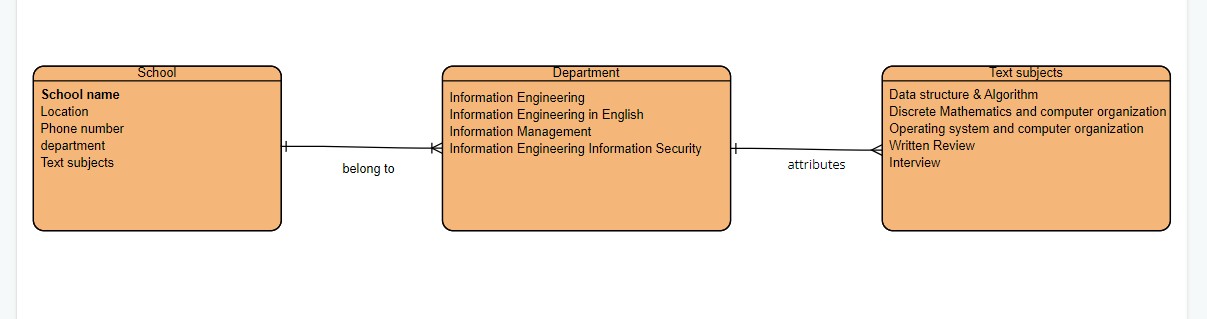 School
School name
Location
Phone number
department
Text subjects
belong to
Department
Information Engineering
Information Engineering in English
Information Management
Information Engineering Information Security
attributes
Text subjects
Data structure & Algorithm
Discrete Mathematics and computer organization
Operating system and computer organization
Written Review
Interview